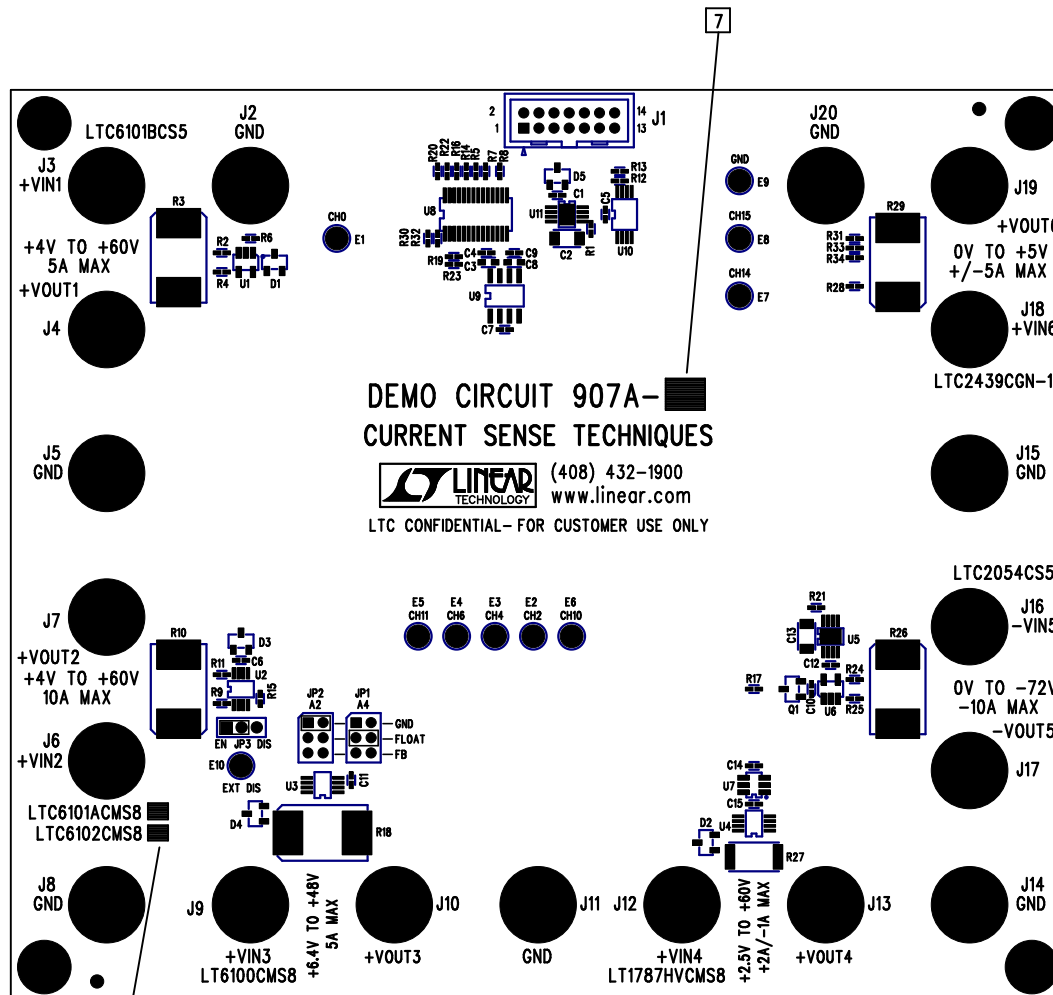 7
J2
GND
LTC6101BCS5
J3
+VIN1
R3
+4V TO +60V
5A MAX
+VOUT1
J4
R2
R6
R4
U1
D1
CH0
E1
2
1
14
13
J1
R20
R22
R16
R14
R5
R7
R8
U8
R30
R32
R19
R23
C4
C3
C9
C8
U9
C7
D5
C1
U11
C2
R1
C5
R13
R12
U10
GND
E9
CH15
E8
CH14
E7
J20
GND
J19
+VOUT6
R29
R31
R33
R34
R28
0V TO +5V
+/-5A MAX
J18
+VIN6
LTC2439CGN-1
DEMO CIRCUIT 907A-
CURRENT SENSE TECHNIQUES
LINEAR
TECHNOLOGY
(408) 432-1900
www.linear.com
LTC CONFIDENTIAL-FOR CUSTOMER USE ONLY
J5
GND
J15
GND
LTC2054CS5
J7
+VOUT2
+4V TO +60V
10A MAX
J6
+VIN2
R10
D3
C6
R11
U2
R9
R15
EN JP3 DIS
E10
EXT DIS
E5
CH11
E4
CH6
E3
CH4
E2
CH2
E6
CH10
JP2
A2
JP1
A4
GND
FLOAT
FB
U3
C11
D4
R18
LTC6101ACMS8
LTC6102CMS8
R21
C13
U5
C12
R17
Q1
C10
U6
R24
R25
R26
J16
-VIN5
0V TO -72V
-10A MAX
-VOUT5
J17
C14
U7
C15
U4
D2
R27
J8
GND
J9
+VIN3
LT6100CMS8
+6.4V TO +48V
5A MAX
J10
+VOUT3
J11
GND
J12
+VIN4
LT1787HVCMS8
+2.5V TO +60V
+2A/-1A MAX
J13
+VOUT4
J14
GND